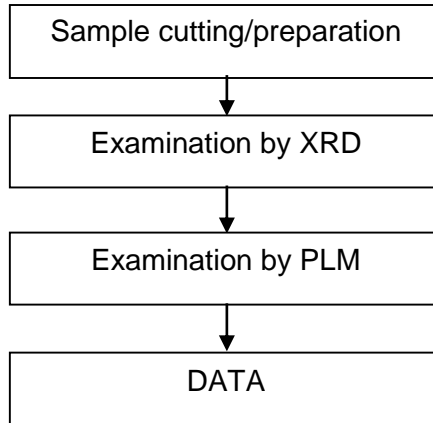 Sample cutting/preparation
Examination by XRD
Examination by PLM
DATA